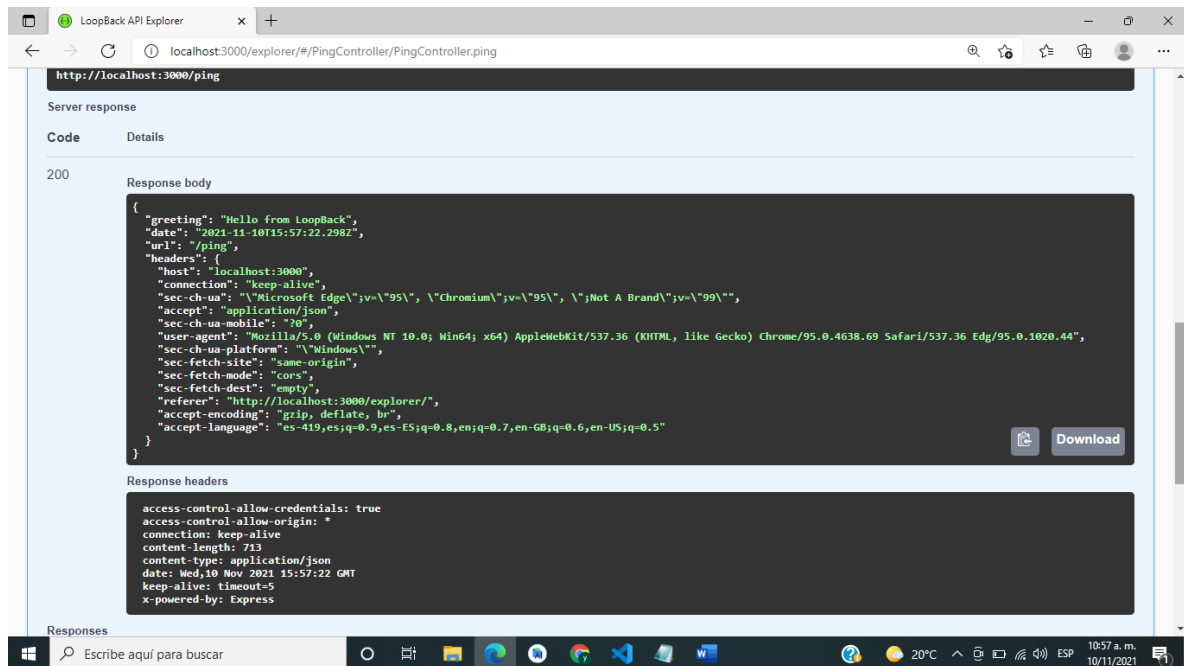 LoopBack API Explorer
localhost:3000/explorer/#/PingController/PingController.ping
http://localhost:3000/ping
Server response
Code Details
200
Response body
{
"greeting": "Hello from LoopBack",
"date": "2021-11-10T15:57:22.298Z",
"url": "/ping",
"headers": {
"host": "localhost:3000",
"connection": "keep-alive",
"sec-ch-ua": "\"Microsoft Edge\";v=\"95\", \"Chromium\";v=\"95\", \";Not A Brand\";v=\"99\"",
"accept": "application/json",
"sec-ch-ua-mobile": "?0",
"user-agent": "Mozilla/5.0 (Windows NT 10.0; Win64; x64) AppleWebKit/537.36 (KHTML, like Gecko) Chrome/95.0.4638.69 Safari/537.36 Edg/95.0.1020.44",
"sec-ch-ua-platform": "\"Windows\"",
"sec-fetch-site": "same-origin",
"sec-fetch-mode": "cors",
"sec-fetch-dest": "empty",
"referer": "http://localhost:3000/explorer/",
"accept-encoding": "gzip, deflate, br",
"accept-language": "es-419,es;q=0.9,es-ES;q=0.8,en;q=0.7,en-GB;q=0.6,en-US;q=0.5"
}
}
Download
Response headers
access-control-allow-credentials: true
access-control-allow-origin: *
connection: keep-alive
content-length: 713
content-type: application/json
date: Wed,10 Nov 2021 15:57:22 GMT
keep-alive: timeout=5
x-powered-by: Express
Responses
Escribe aquí para buscar
20°C
ESP
10:57 a. m.
10/11/2021